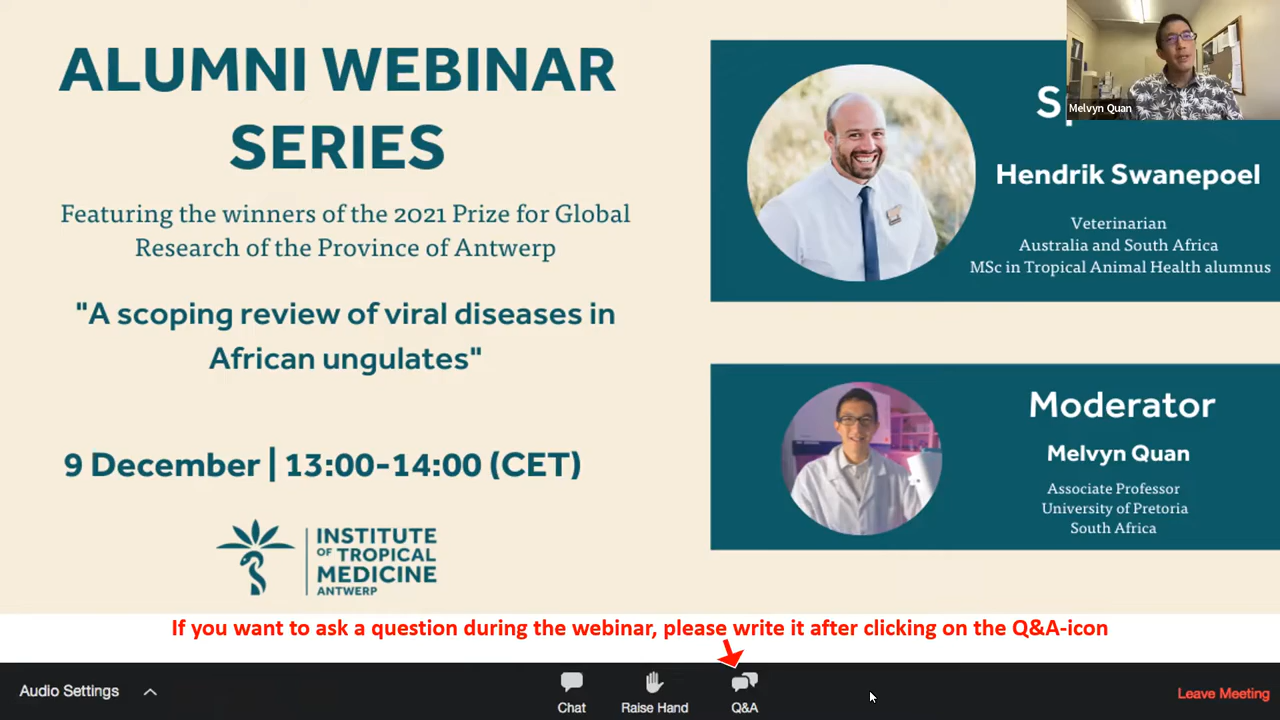 ALUMNI WEBINAR
SERIES
Featuring the winners of the 2021 Prize for Global
Research of the Province of Antwerp
"A scoping review of viral diseases in
African ungulates"
9 December | 13:00-14:00 (CET)
INSTITUTE
OF TROPICAL
MEDICINE
ANTWERP
Melvyn Quan
Hendrik Swanepoel
Veterinarian
Australia and South Africa
MSc in Tropical Animal Health alumnus
Moderator
Melvyn Quan
Associate Professor
University of Pretoria
South Africa
If you want to ask a question during the webinar, please write it after clicking on the Q&A-icon
Audio Settings
Chat
Raise Hand
Q&A
Leave Meeting